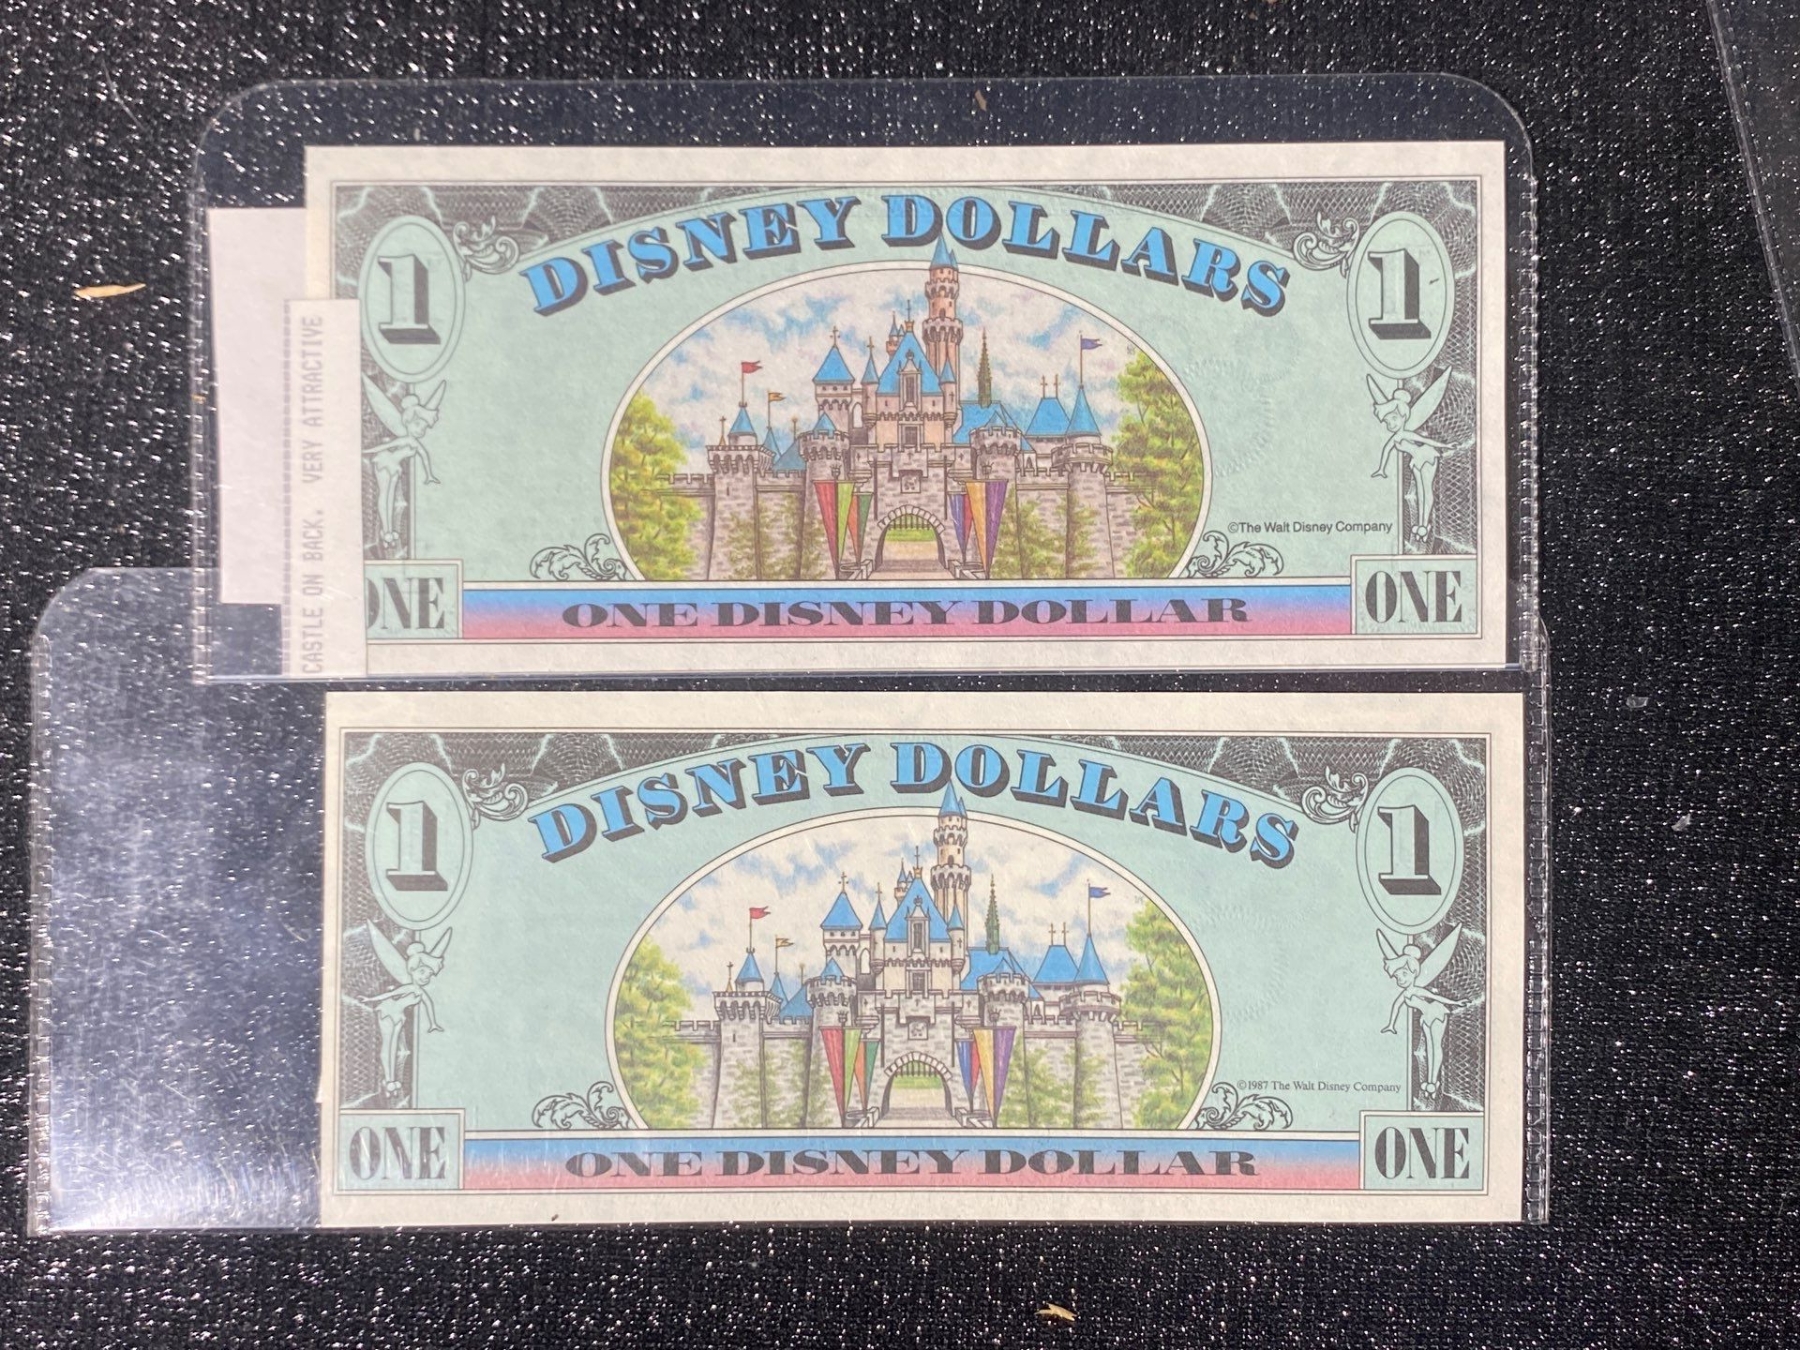 DISNEY DOLLARS
1 1
CASTLE ON BACK. VERY ATTRACTIVE
©The Walt Disney Company
NE ONE DISNEY DOLLAR ONE
DISNEY DOLLARS
1 1
©1987 The Walt Disney Company
ONE ONE DISNEY DOLLAR ONE